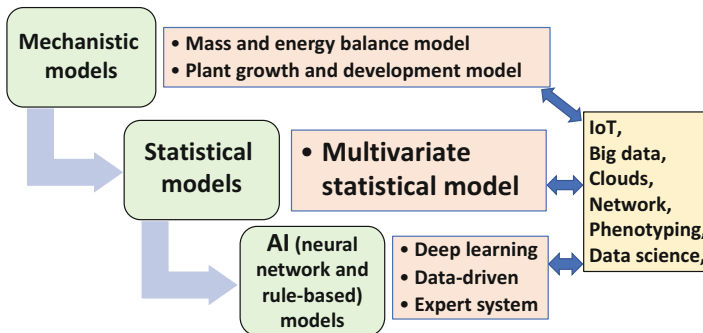 Mechanistic
models
• Mass and energy balance model
• Plant growth and development model
Statistical
models
• Multivariate
statistical model
AI (neural
network and
rule-based)
models
• Deep learning
• Data-driven
• Expert system
IoT,
Big data,
Clouds,
Network,
Phenotyping,
Data science,